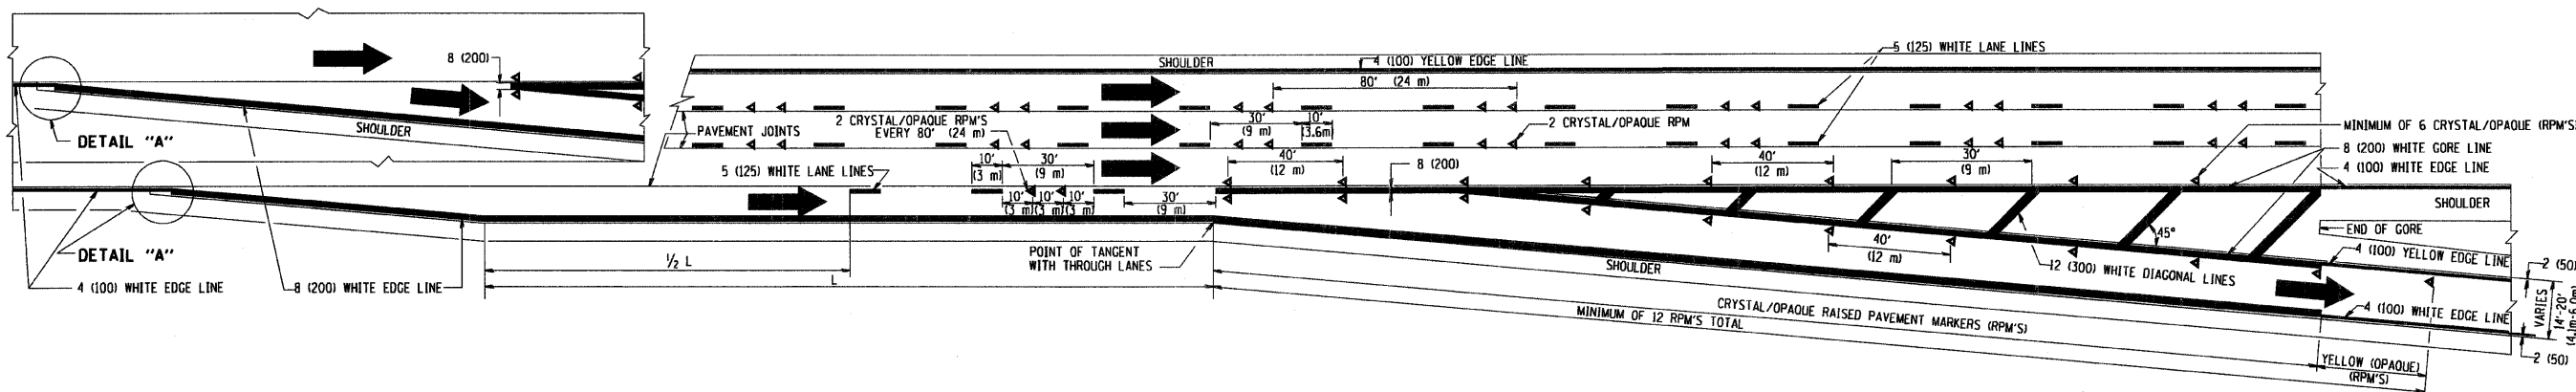 8 (200)
DETAIL "A"
SHOULDER
SHOULDER
4 (100) YELLOW EDGE LINE
5 (125) WHITE LANE LINES
80' (24 m)
2 CRYSTAL/OPAQUE RPM'S
EVERY 80' (24 m)
PAVEMENT JOINTS
30'
(9 m)
10'
(3.6m)
2 CRYSTAL/OPAQUE RPM
MINIMUM OF 6 CRYSTAL/OPAQUE (RPM'S)
8 (200) WHITE GORE LINE
4 (100) WHITE EDGE LINE
10'
(3 m)
30'
(9 m)
40'
(12 m)
8 (200)
40'
(12 m)
30'
(9 m)
5 (125) WHITE LANE LINES
10'
(3 m)
10'
(3 m)
10'
(3 m)
30'
(9 m)
SHOULDER
END OF GORE
45°
4 (100) YELLOW EDGE LINE
2 (50)
DETAIL "A"
4 (100) WHITE EDGE LINE
8 (200) WHITE EDGE LINE
1/2 L
L
POINT OF TANGENT
WITH THROUGH LANES
40'
(12 m)
SHOULDER
12 (300) WHITE DIAGONAL LINES
CRYSTAL/OPAQUE RAISED PAVEMENT MARKERS (RPM'S)
MINIMUM OF 12 RPM'S TOTAL
4 (100) WHITE EDGE LINE
VARIES
14'-20'
(4.1m-6.0m)
2 (50)
YELLOW (OPAQUE)
(RPM'S)